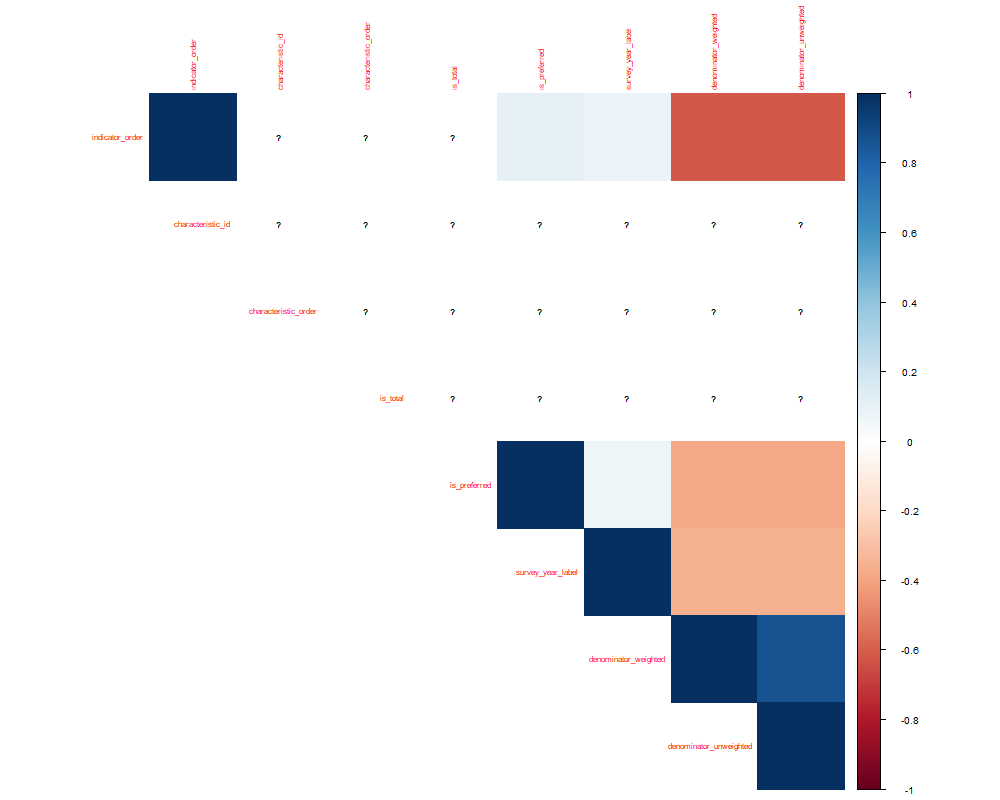 indicator_order
characteristic_id
characteristic_order
is_total
is_preferred
survey_year_label
denominator_weighted
denominator_unweighted
indicator_order ? ? ?
characteristic_id ? ? ? ? ? ? ?
characteristic_order ? ? ? ? ? ?
is_total ? ? ? ? ?
is_preferred
survey_year_label
denominator_weighted
denominator_unweighted
1
0.8
0.6
0.4
0.2
0
-0.2
-0.4
-0.6
-0.8
-1